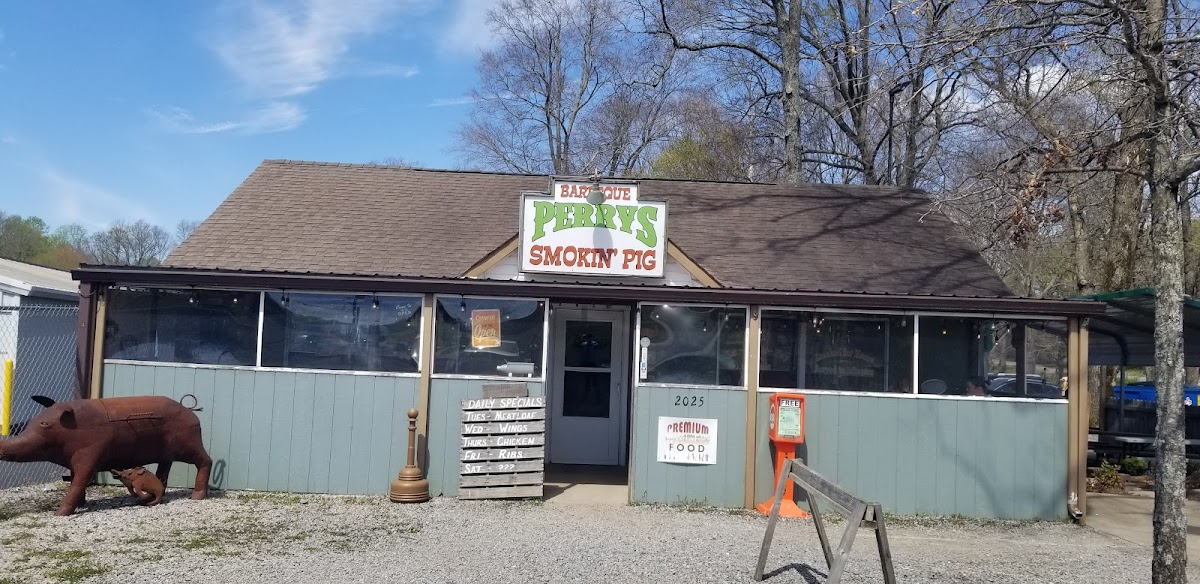 BARBEQUE
PERRYS
SMOKIN' PIG
Open
DAILY SPECIALS
TUES - MEATLOAF
WED - WINGS
THURS - CHICKEN
FRI - RIBS
SAT - ???
2025
PREMIUM
FOOD
FREE